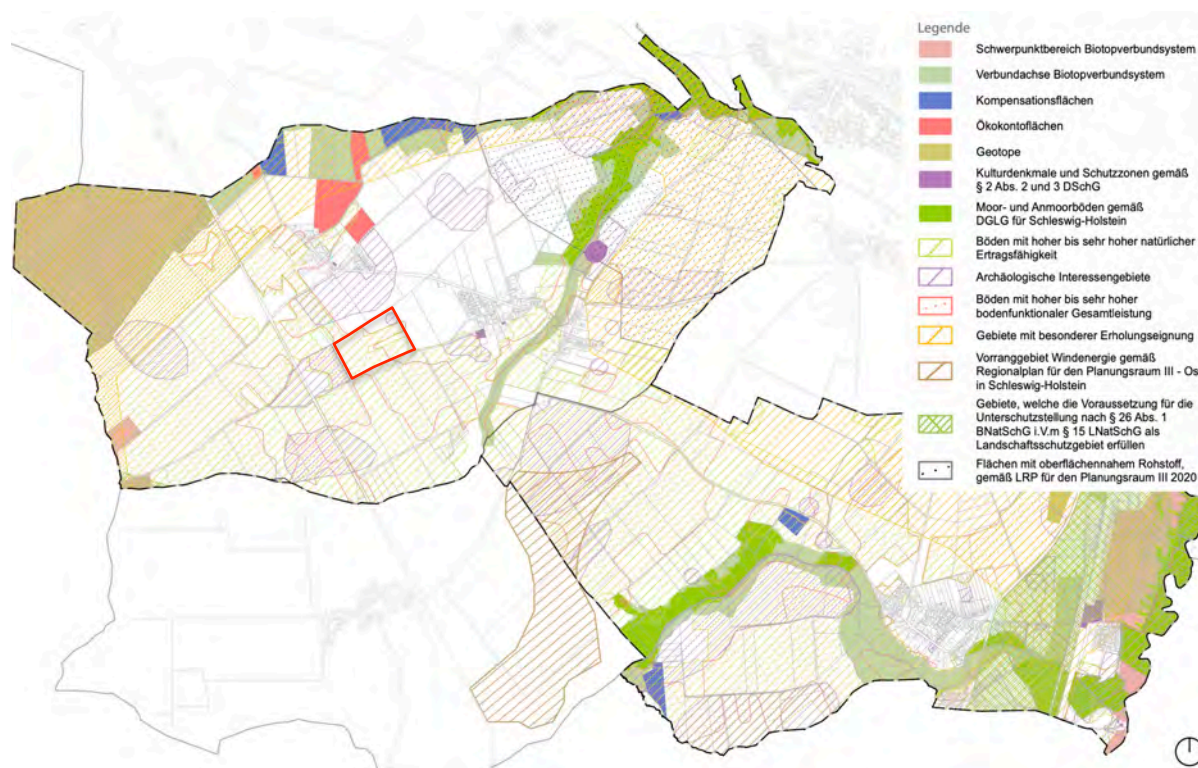 Legende
Schwerpunktbereich Biotopverbundsystem
Verbundachse Biotopverbundsystem
Kompensationsflächen
Ökokontoflächen
Geotope
Kulturdenkmale und Schutzzonen gemäß
§ 2 Abs. 2 und 3 DSchG
Moor- und Anmoorböden gemäß
DGLG für Schleswig-Holstein
Böden mit hoher bis sehr hoher natürlicher
Ertragsfähigkeit
Archäologische Interessengebiete
Böden mit hoher bis sehr hoher
bodenfunktionaler Gesamtleistung
Gebiete mit besonderer Erholungseignung
Vorranggebiet Windenergie gemäß
Regionalplan für den Planungsraum III - Os
in Schleswig-Holstein
Gebiete, welche die Voraussetzung für die
Unterschutzstellung nach § 26 Abs. 1
BNatSchG i.V.m § 15 LNatSchG als
Landschaftsschutzgebiet erfüllen
Flächen mit oberflächennahem Rohstoff,
gemäß LRP für den Planungsraum III 2020